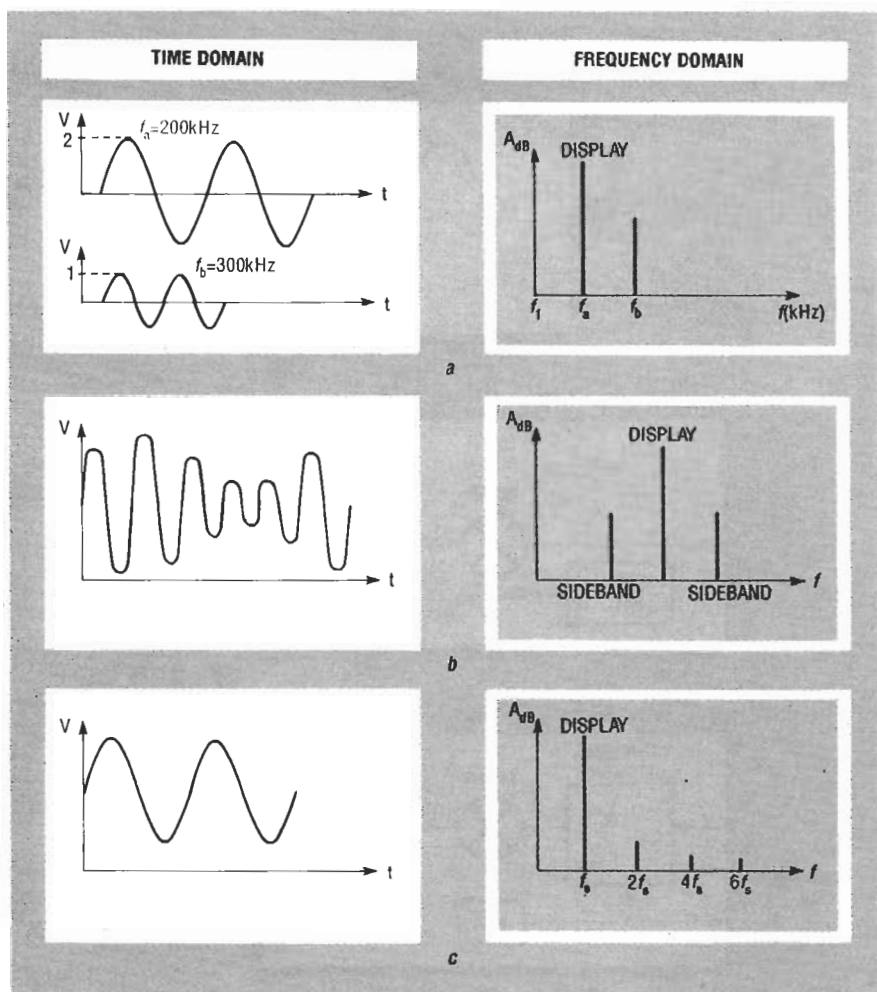 TIME DOMAIN
FREQUENCY DOMAIN
V
2
fa=200kHz
t
V
1
fb=300kHz
t
AdB
DISPLAY
f1
fa
fb
f(kHz)
a
V
t
AdB
DISPLAY
SIDEBAND
SIDEBAND
f
b
V
t
AdB
DISPLAY
fs
2fs
4fs
6fs
f
c